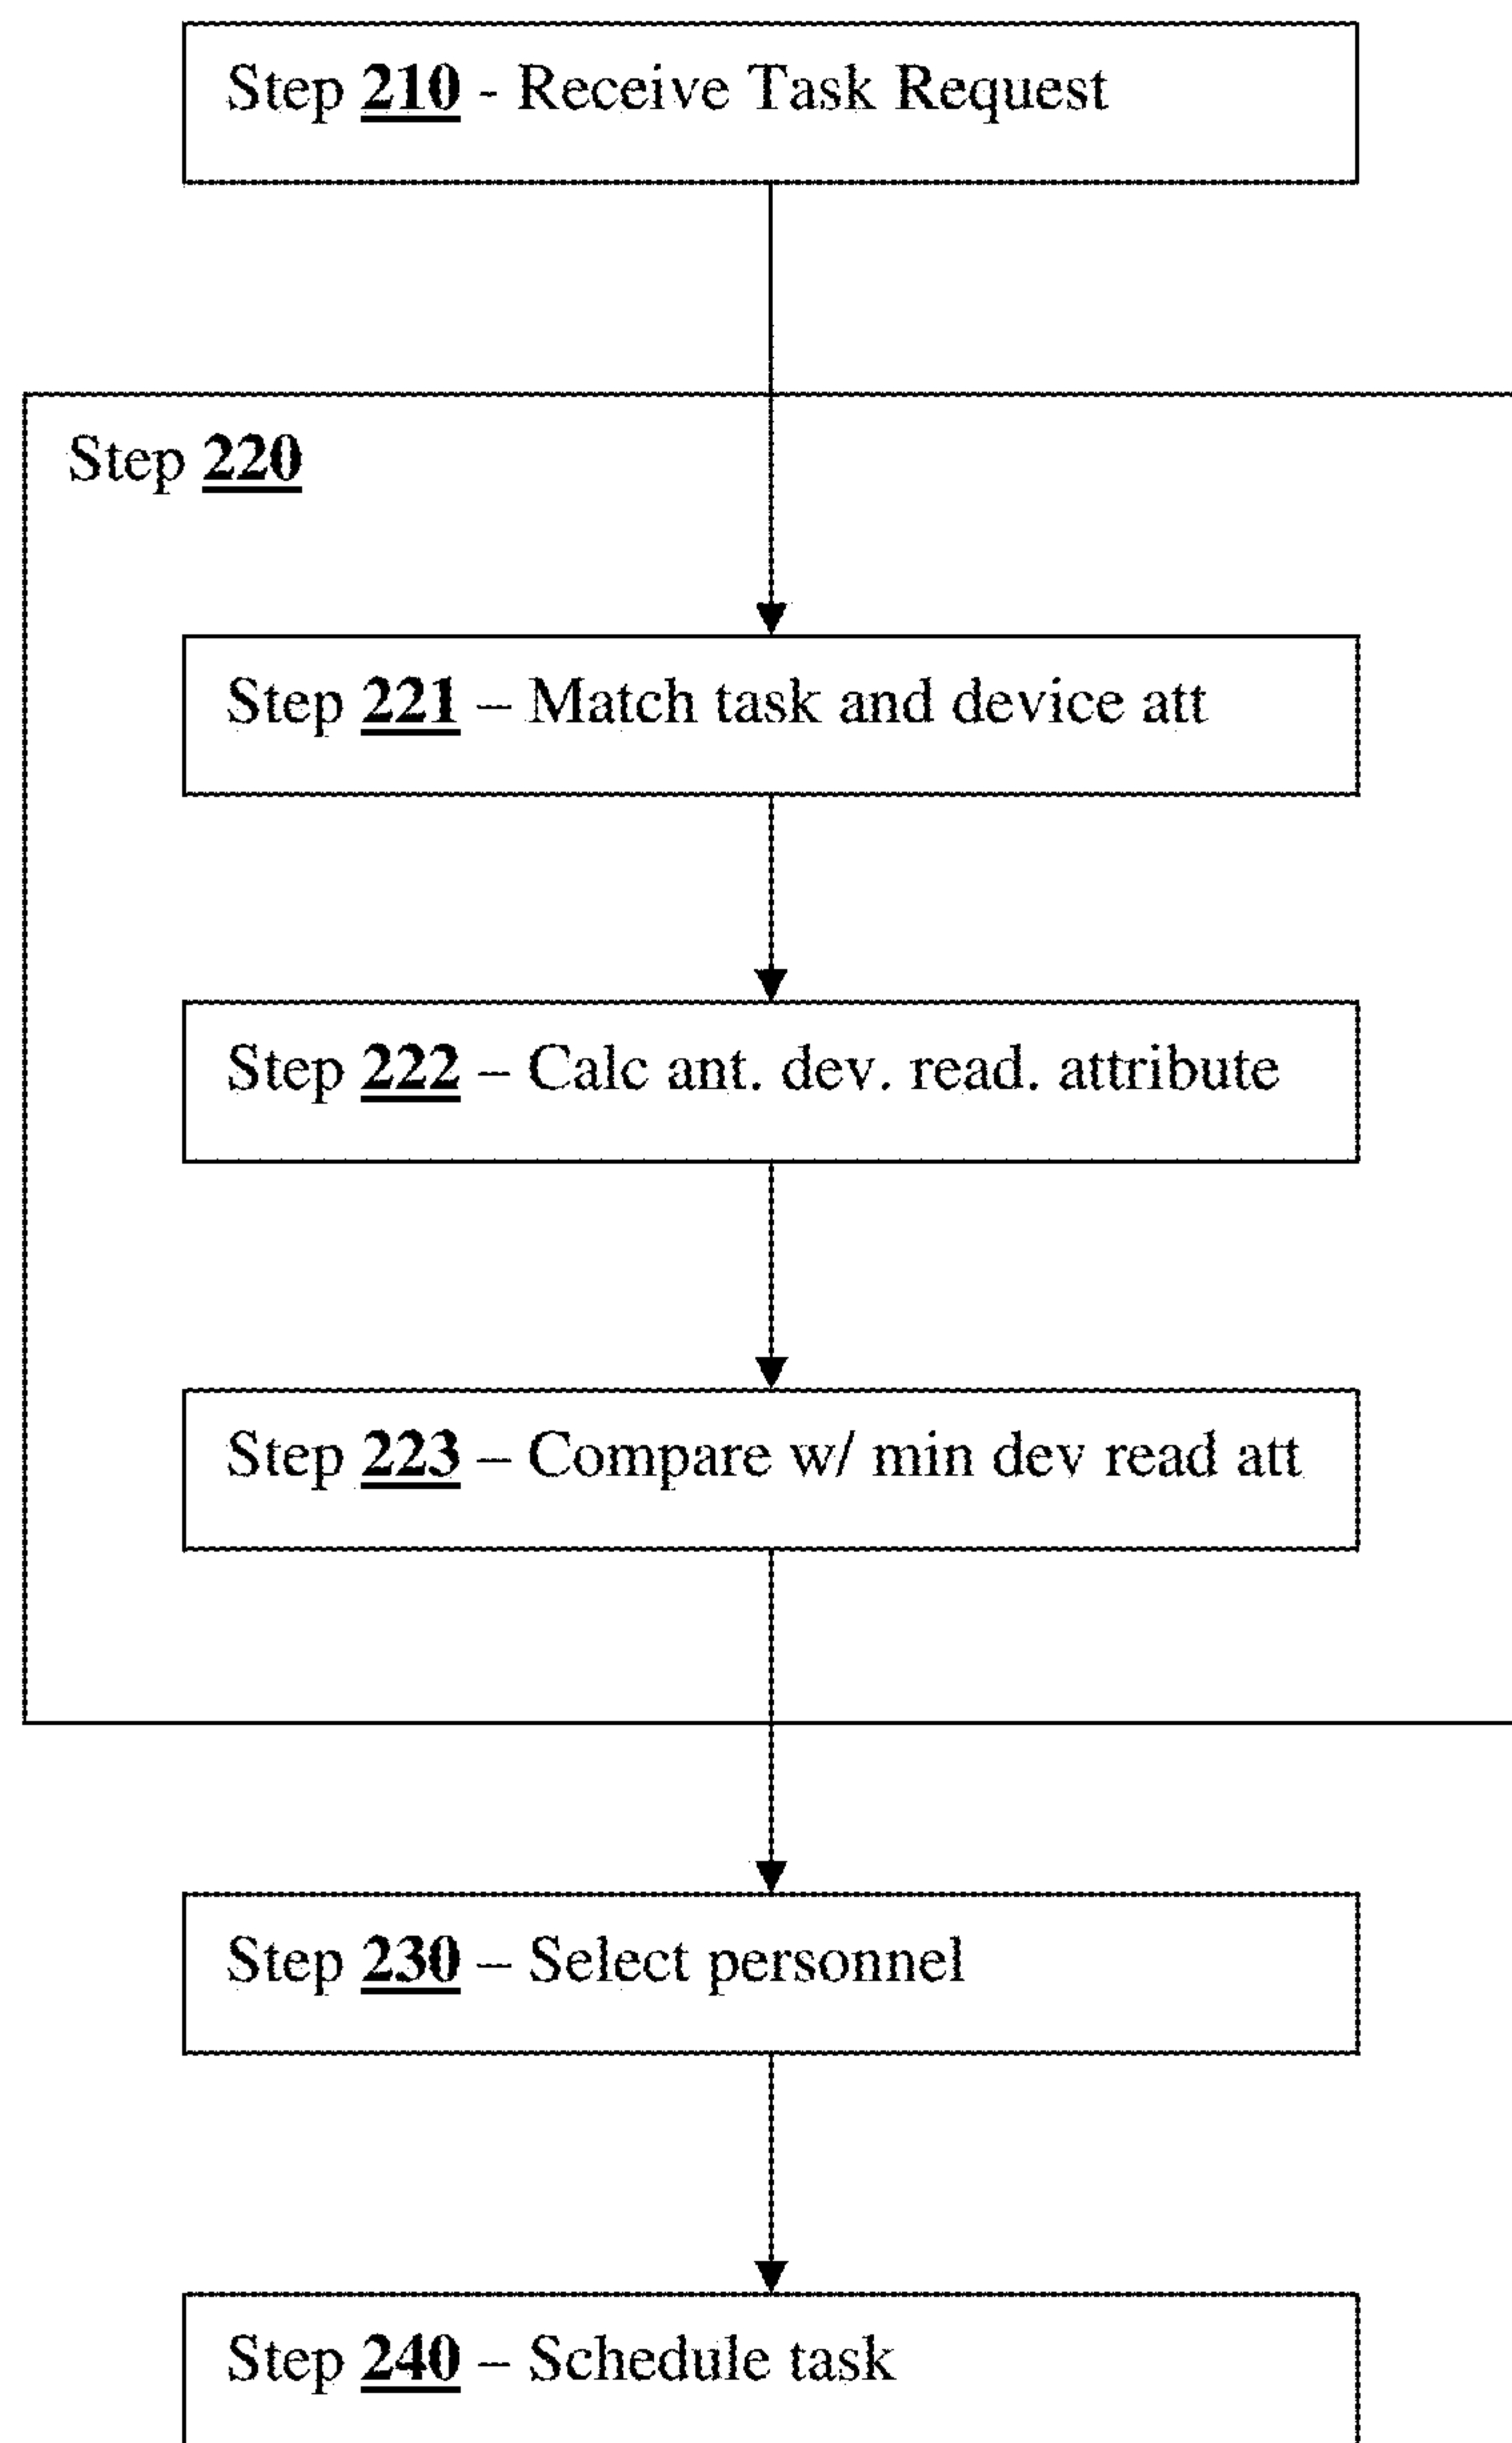 Step 210 - Receive Task Request
Step 220
Step 221 – Match task and device att
Step 222 – Calc ant. dev. read. attribute
Step 223 – Compare w/ min dev read att
Step 230 – Select personnel
Step 240 – Schedule task